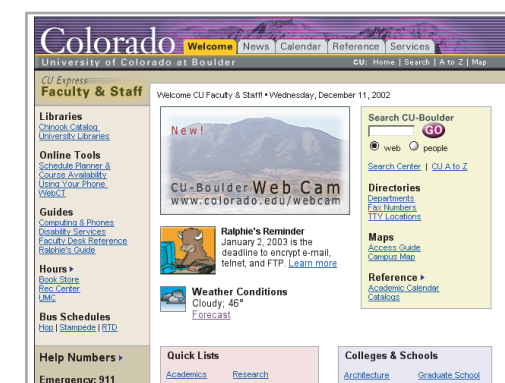 Colorado
Welcome News Calendar Reference Services
University of Colorado at Boulder
CU: Home | Search | A to Z | Map
CU Express
Faculty & Staff
Welcome CU Faculty & Staff! • Wednesday, December 11, 2002
Libraries
Chinook Catalog
University Libraries
Online Tools
Schedule Planner &
Course Availability
Using Your Phone
WebCT
Guides
Computing & Phones
Disability Services
Faculty Desk Reference
Ralphie's Guide
Hours
Book Store
Rec Center
UMC
Bus Schedules
Hop | Stampede | RTD
Help Numbers
Emergency: 911
New!
CU-Boulder Web Cam
www.colorado.edu/webcam
Ralphie's Reminder
January 2, 2003 is the
deadline to encrypt e-mail,
telnet, and FTP. Learn more
Weather Conditions
Cloudy; 46°
Forecast
Search CU-Boulder
GO
web people
Search Center | CU A to Z
Directories
Departments
Fax Numbers
TTY Locations
Maps
Access Guide
Campus Map
Reference
Academic Calendar
Catalogs
Quick Lists
Academics Research
Colleges & Schools
Architecture Graduate School